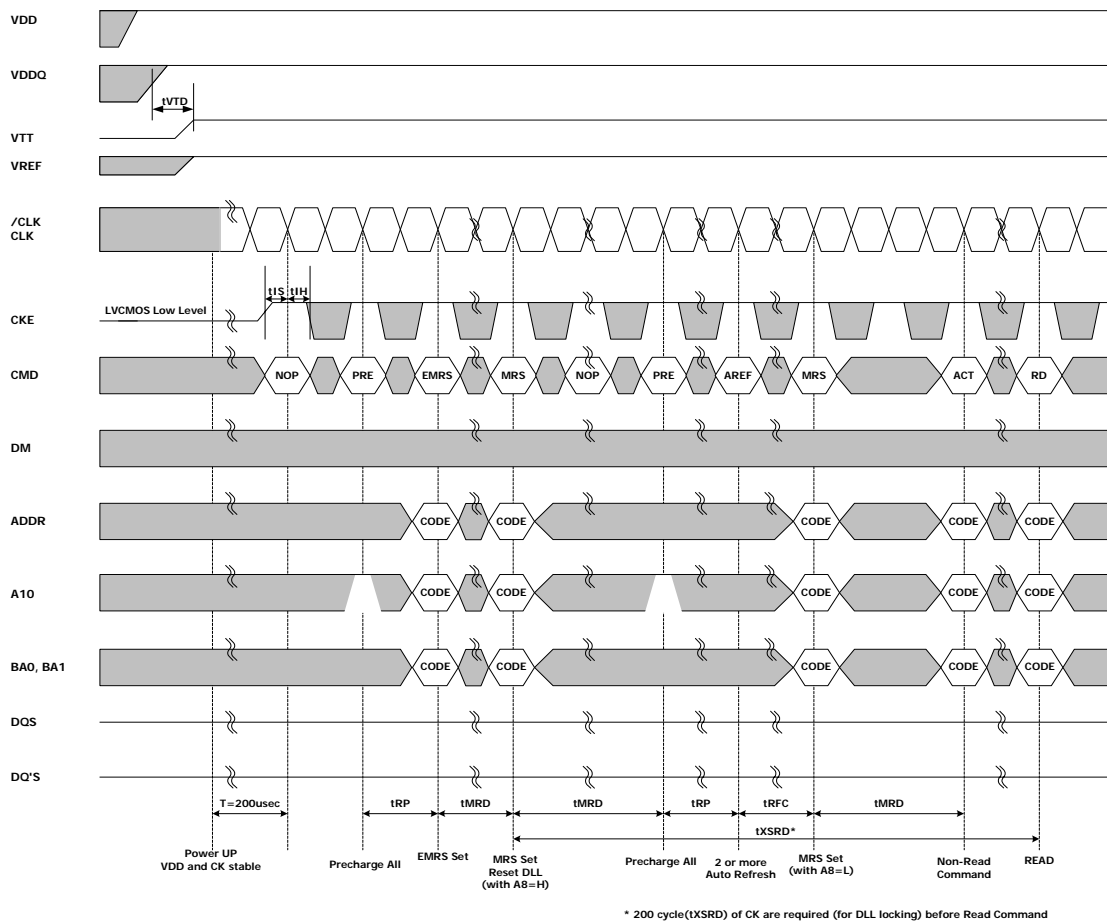 VDD
VDDQ
tVTD
VTT
VREF
/CLK
CLK
tIS tIH
CKE LVCMOS Low Level
CMD NOP PRE EMRS MRS NOP PRE AREF MRS ACT RD
DM
ADDR CODE CODE CODE CODE CODE
A10 CODE CODE CODE CODE CODE
BA0, BA1 CODE CODE CODE CODE CODE
DQS
DQ'S
T=200usec tRP tMRD tMRD tRP tRFC tMRD
tXSRD*
Power UP
VDD and CK stable
Precharge All
EMRS Set
MRS Set
Reset DLL
(with A8=H)
Precharge All
2 or more
Auto Refresh
MRS Set
(with A8=L)
Non-Read
Command
READ
* 200 cycle(tXSRD) of CK are required (for DLL locking) before Read Command